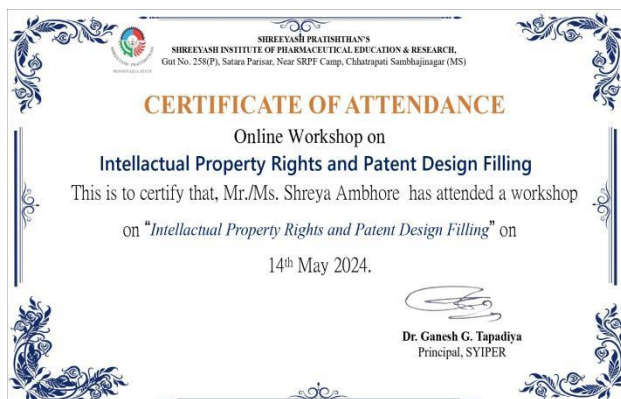 SHREEYASH PRATISHTHAN'S
SHREEYASH INSTITUTE OF PHARMACEUTICAL EDUCATION & RESEARCH,
Gut No. 258(P), Satara Parisar, Near SRPF Camp, Chhatrapati Sambhajinagar (MS)
CERTIFICATE OF ATTENDANCE
Online Workshop on
Intellactual Property Rights and Patent Design Filling
This is to certify that, Mr./Ms. Shreya Ambhore has attended a workshop
on “Intellactual Property Rights and Patent Design Filling” on
14th May 2024.
Dr. Ganesh G. Tapadiya
Principal, SYIPER